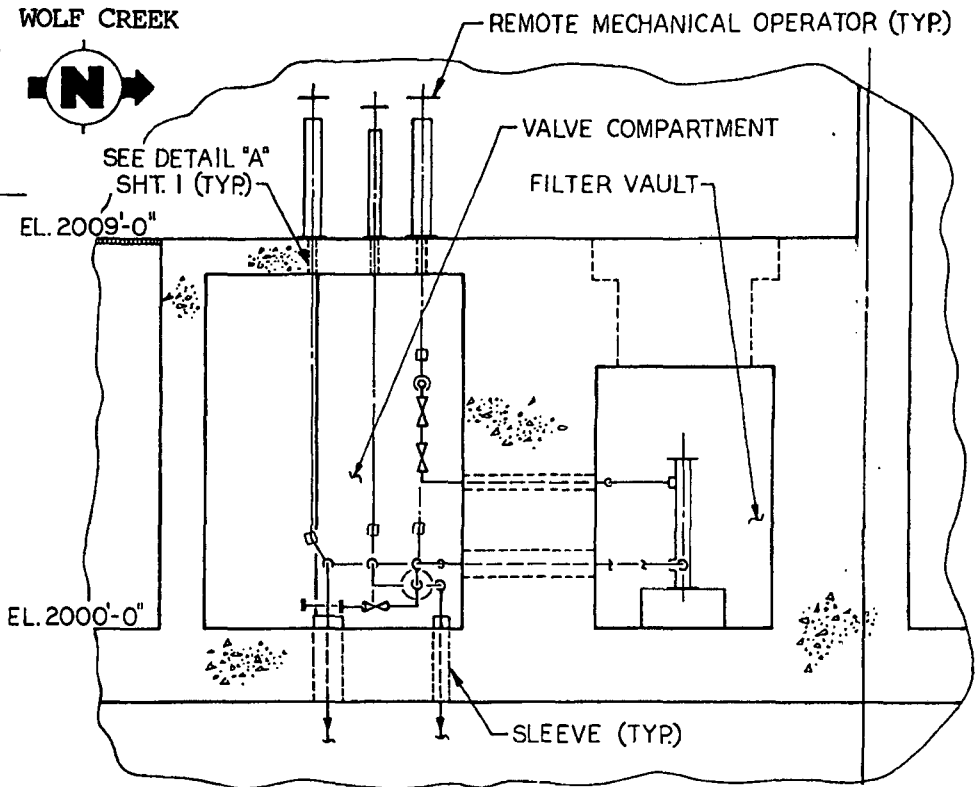 WOLF CREEK
REMOTE MECHANICAL OPERATOR (TYP.)
N
VALVE COMPARTMENT
SEE DETAIL "A"
SHT. 1 (TYP.)
FILTER VAULT
EL. 2009'-0"
EL. 2000'-0"
SLEEVE (TYP.)